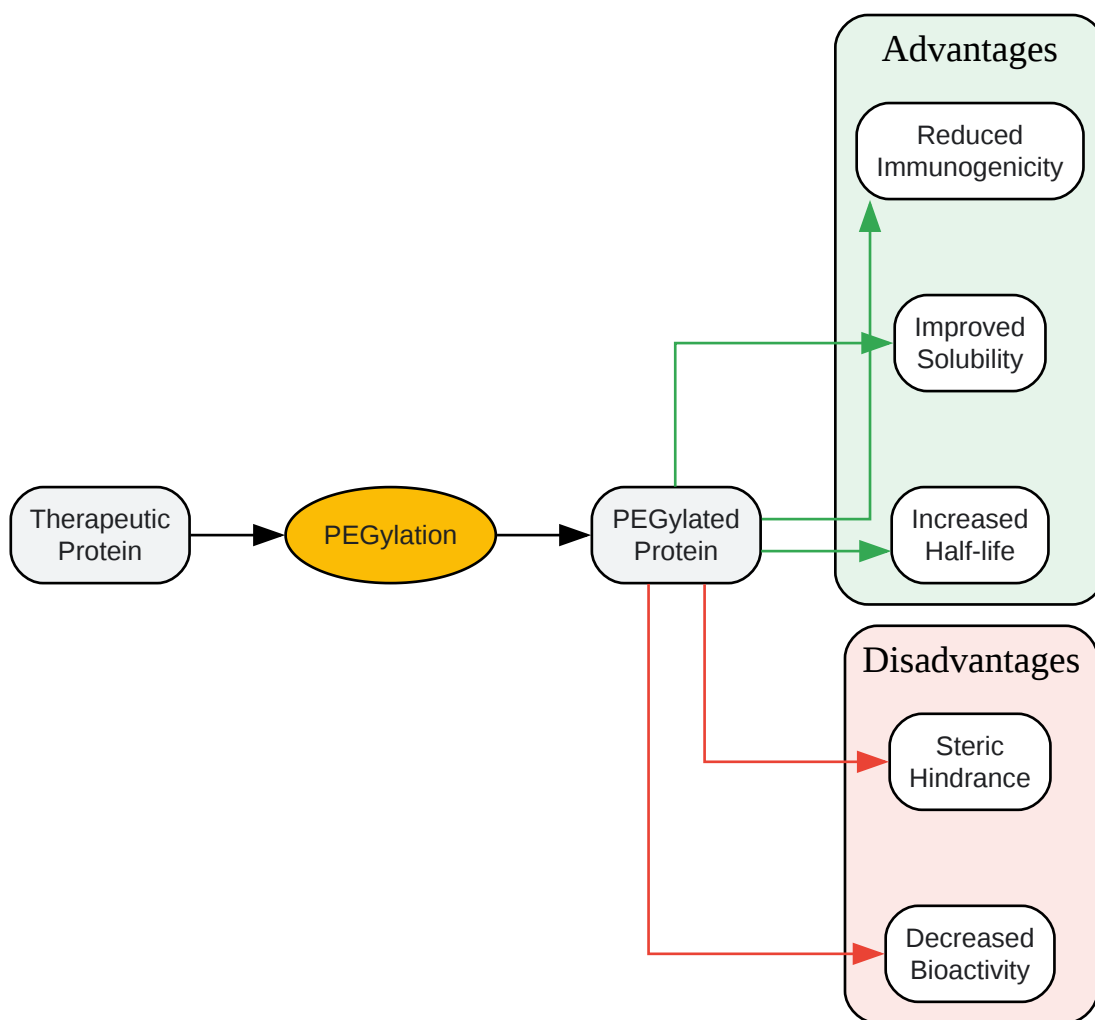 Advantages
Reduced
Immunogenicity
Improved
Solubility
Therapeutic
Protein
PEGylation
PEGylated
Protein
Increased
Half-life
Disadvantages
Steric
Hindrance
Decreased
Bioactivity